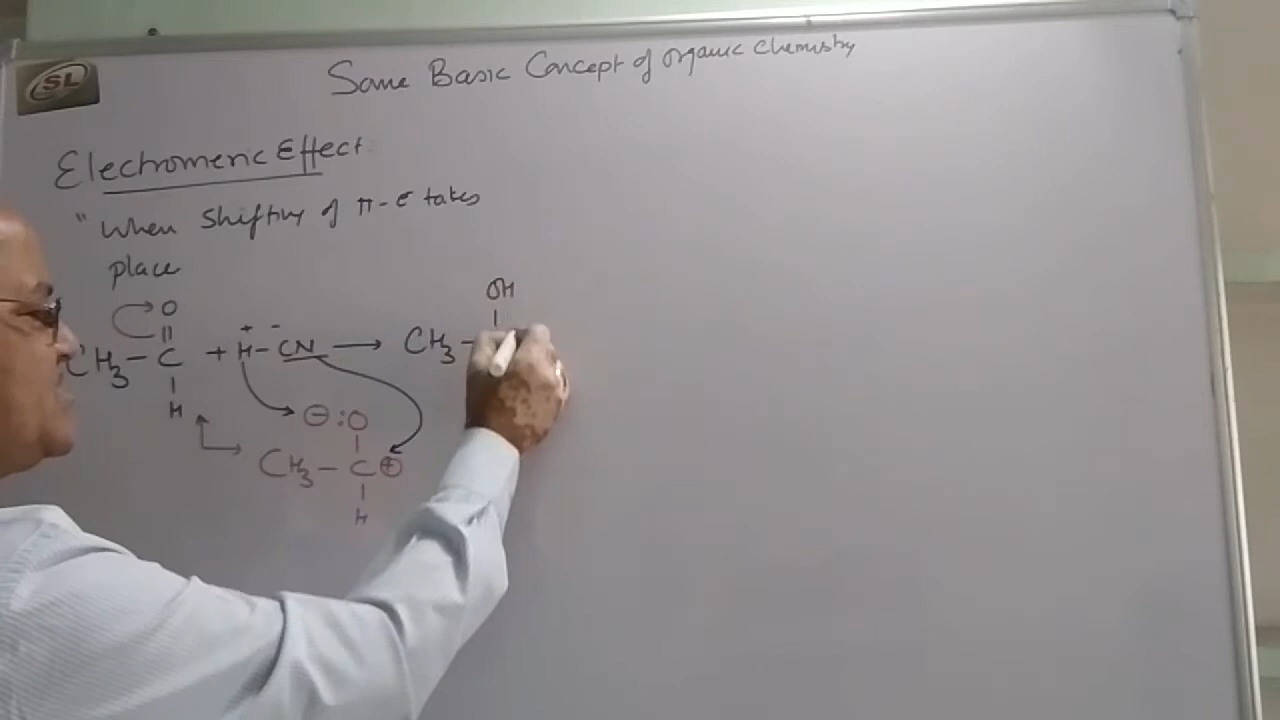 SL
Some Basic Concept of Organic Chemistry
Electromeric Effect
"When Shifting of π-e takes
place
O
||
CH3-C + H-CN → CH3-
+ -
|
H
OH
|
⊖ :O
|
CH3-C⊕
|
H